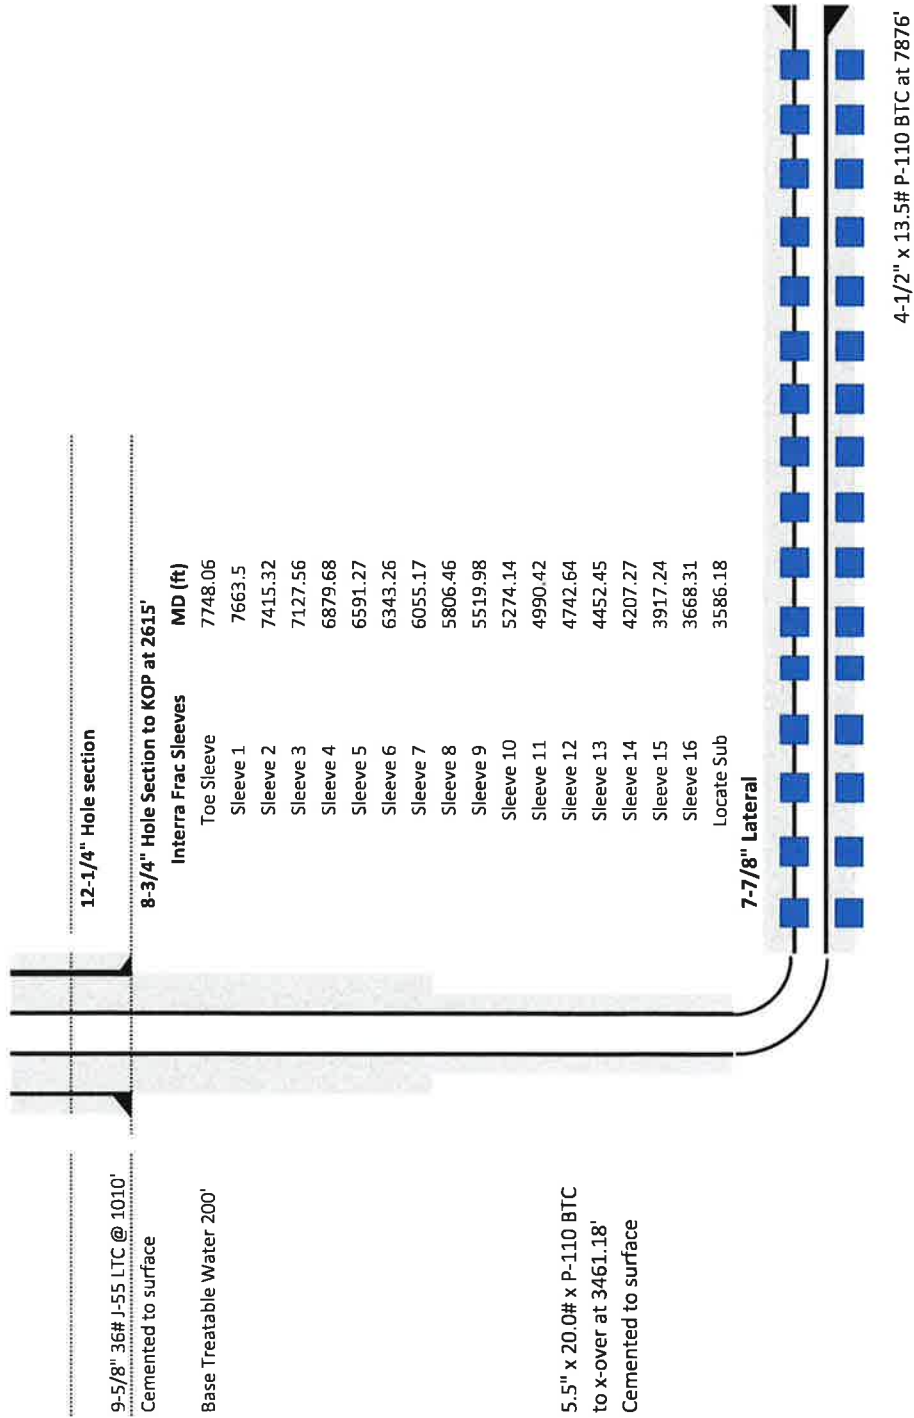 12-1/4" Hole section
9-5/8" 36# J-55 LTC @ 1010'
Cemented to surface
8-3/4" Hole Section to KOP at 2615'
Base Treatable Water 200'
Interra Frac Sleeves MD (ft)
Toe Sleeve 7748.06
Sleeve 1 7663.5
Sleeve 2 7415.32
Sleeve 3 7127.56
Sleeve 4 6879.68
Sleeve 5 6591.27
Sleeve 6 6343.26
Sleeve 7 6055.17
Sleeve 8 5806.46
Sleeve 9 5519.98
Sleeve 10 5274.14
Sleeve 11 4990.42
Sleeve 12 4742.64
Sleeve 13 4452.45
Sleeve 14 4207.27
Sleeve 15 3917.24
Sleeve 16 3668.31
Locate Sub 3586.18
5.5" x 20.0# x P-110 BTC
to x-over at 3461.18'
Cemented to surface
7-7/8" Lateral
4-1/2" x 13.5# P-110 BTC at 7876'